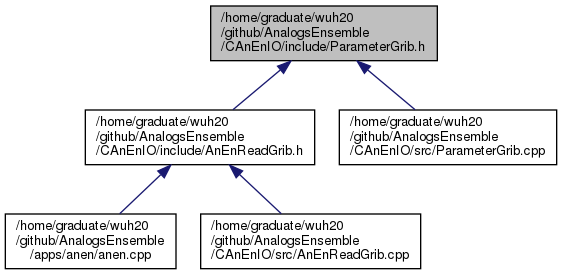 /home/graduate/wuh20
/github/AnalogsEnsemble
/CAnEnIO/include/ParameterGrib.h
/home/graduate/wuh20
/github/AnalogsEnsemble
/CAnEnIO/include/AnEnReadGrib.h
/home/graduate/wuh20
/github/AnalogsEnsemble
/CAnEnIO/src/ParameterGrib.cpp
/home/graduate/wuh20
/github/AnalogsEnsemble
/apps/anen/anen.cpp
/home/graduate/wuh20
/github/AnalogsEnsemble
/CAnEnIO/src/AnEnReadGrib.cpp